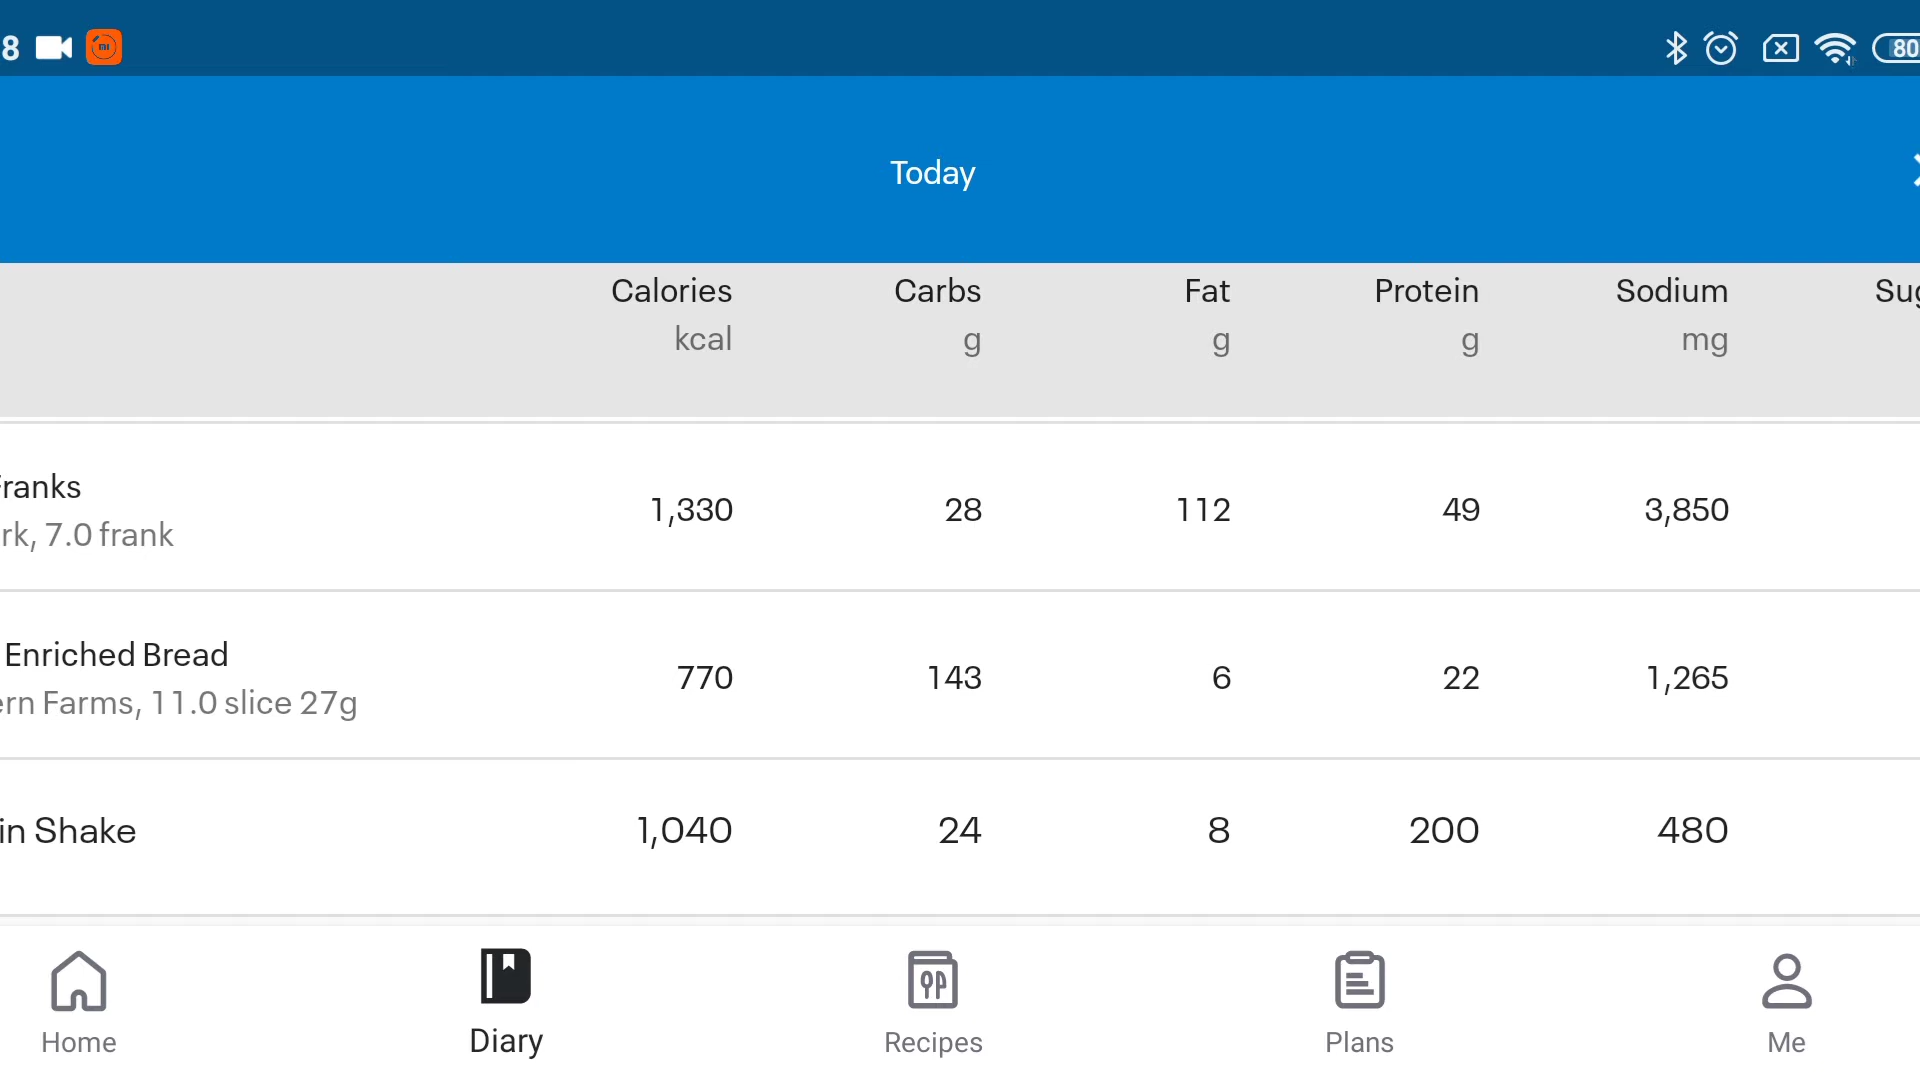 8 80
Today
Calories Carbs Fat Protein Sodium
kcal g g g mg
Franks 1,330 28 112 49 3,850
rk, 7.0 frank
Enriched Bread 770 143 6 22 1,265
ern Farms, 11.0 slice 27g
in Shake 1,040 24 8 200 480
Home Diary Recipes Plans Me